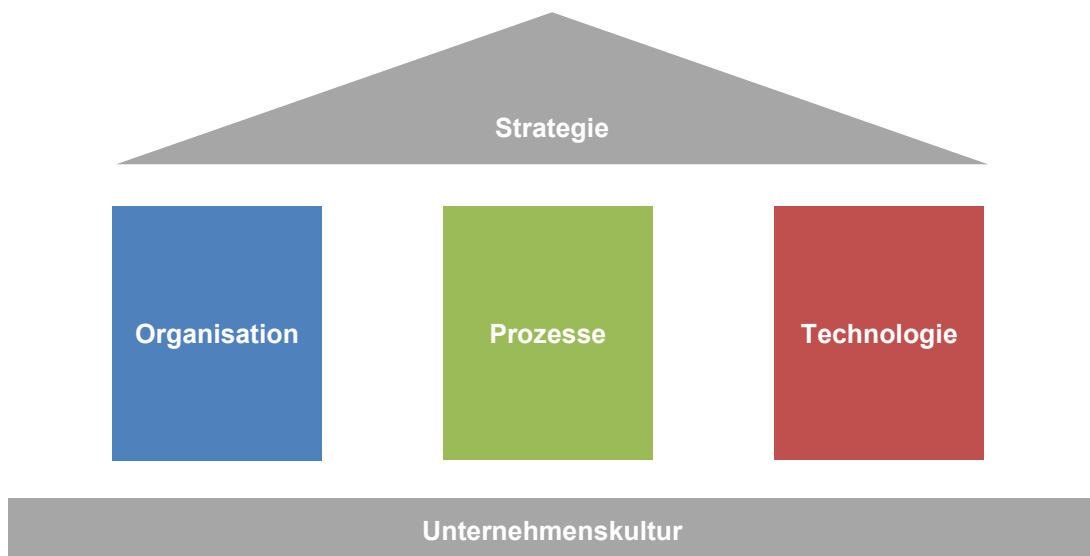 Strategie
Organisation
Prozesse
Technologie
Unternehmenskultur